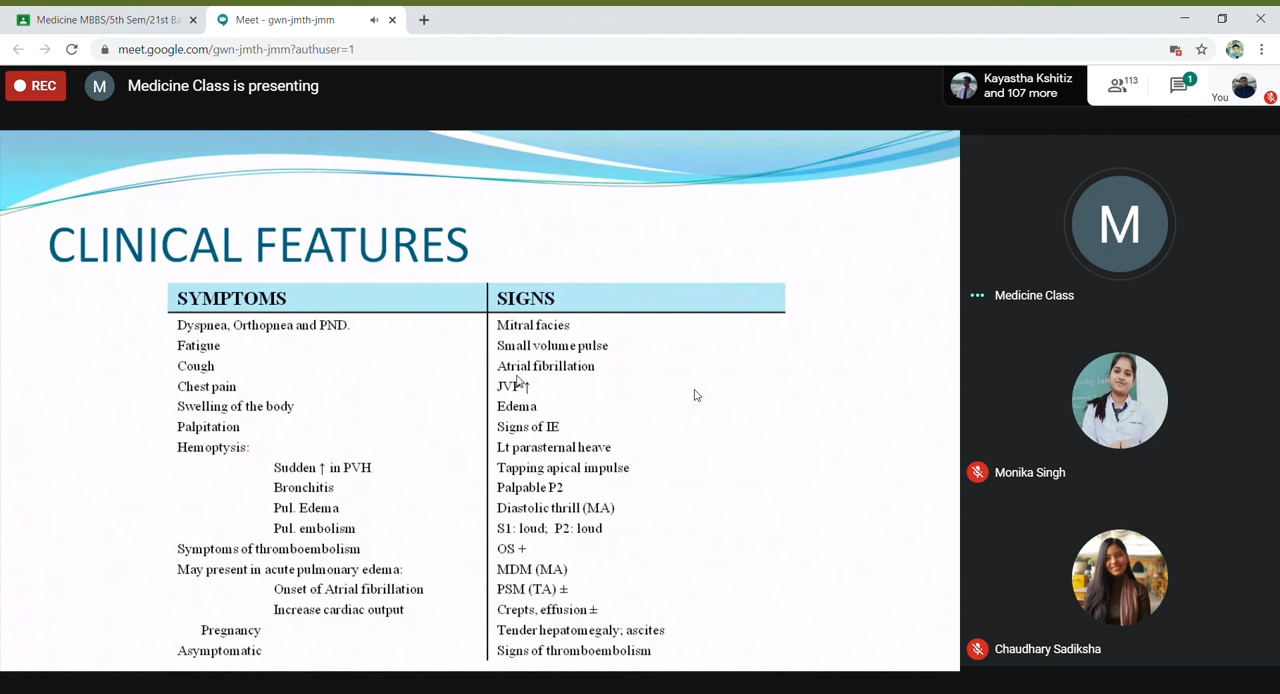 Medicine MBBS/5th Sem/21st Ba
Meet - gwn-jmth-jmm
meet.google.com/gwn-jmth-jmm?authuser=1
REC
M
Medicine Class is presenting
Kayastha Kshitiz
and 107 more
113
1
You
CLINICAL FEATURES
SYMPTOMS
Dyspnea, Orthopnea and PND.
Fatigue
Cough
Chest pain
Swelling of the body
Palpitation
Hemoptysis:
Sudden ↑ in PVH
Bronchitis
Pul. Edema
Pul. embolism
Symptoms of thromboembolism
May present in acute pulmonary edema:
Onset of Atrial fibrillation
Increase cardiac output
Pregnancy
Asymptomatic
SIGNS
Mitral facies
Small volume pulse
Atrial fibrillation
JVP ↑
Edema
Signs of IE
Lt parasternal heave
Tapping apical impulse
Palpable P2
Diastolic thrill (MA)
S1: loud; P2: loud
OS +
MDM (MA)
PSM (TA) ±
Crepts, effusion ±
Tender hepatomegaly; ascites
Signs of thromboembolism
M
Medicine Class
Monika Singh
Chaudhary Sadiksha